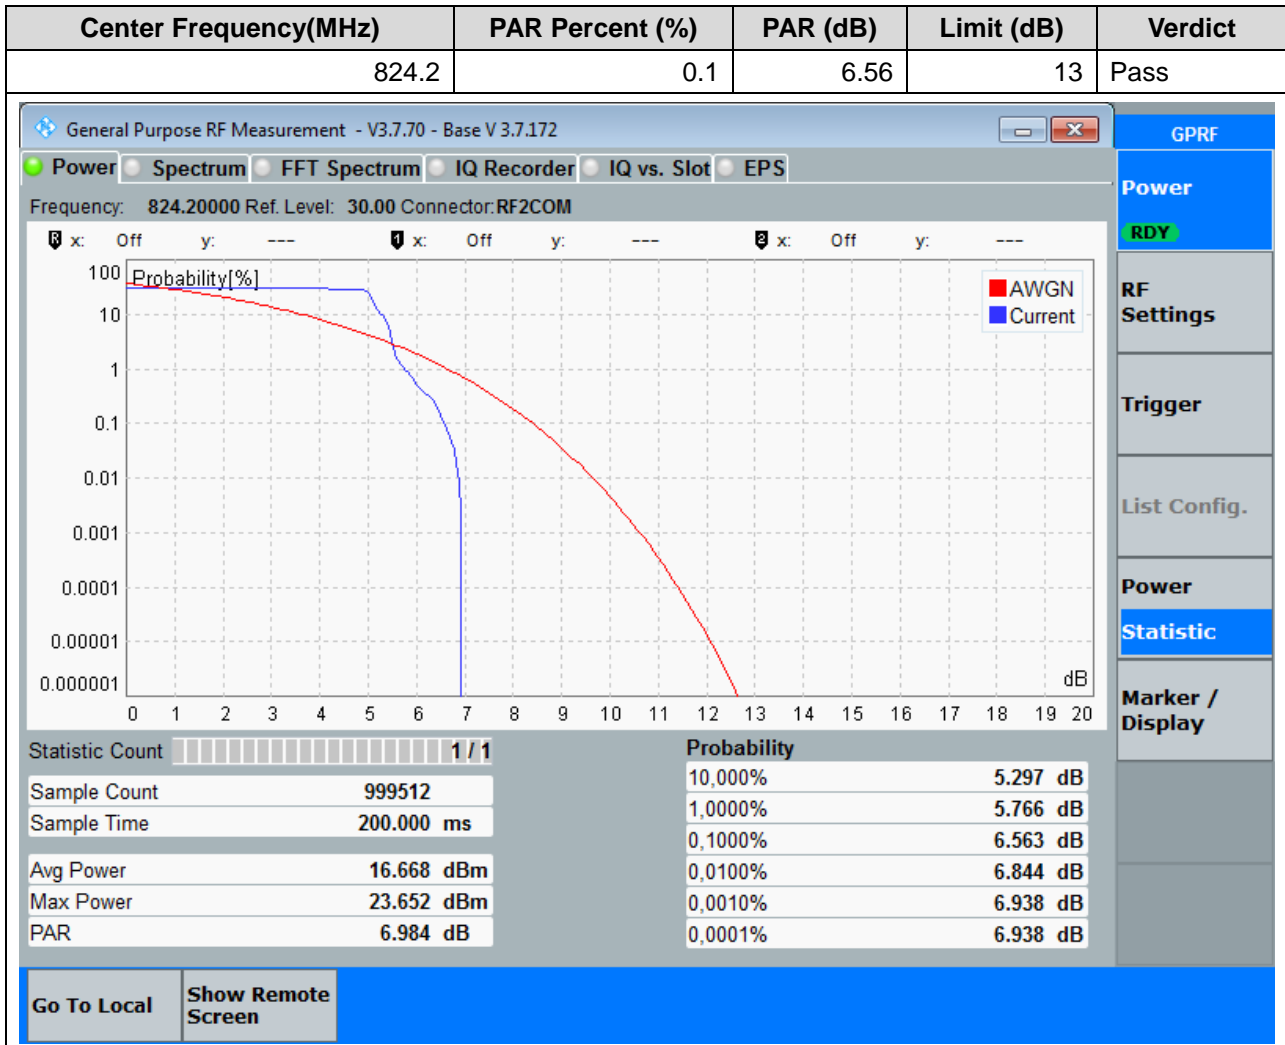 Center Frequency(MHz) PAR Percent (%) PAR (dB) Limit (dB) Verdict
824.2 0.1 6.56 13 Pass
General Purpose RF Measurement - V3.7.70 - Base V 3.7.172
GPRF
Power Spectrum FFT Spectrum IQ Recorder IQ vs. Slot EPS
Frequency: 824.20000 Ref. Level: 30.00 Connector: RF2COM
R x: Off y: --- 1 x: Off y: --- 2 x: Off y: ---
Probability[%]
AWGN
Current
100
10
1
0.1
0.01
0.001
0.0001
0.00001
0.000001
dB
0 1 2 3 4 5 6 7 8 9 10 11 12 13 14 15 16 17 18 19 20
Statistic Count 1 / 1
Sample Count 999512
Sample Time 200.000 ms
Avg Power 16.668 dBm
Max Power 23.652 dBm
PAR 6.984 dB
Probability
10,000% 5.297 dB
1,0000% 5.766 dB
0,1000% 6.563 dB
0,0100% 6.844 dB
0,0010% 6.938 dB
0,0001% 6.938 dB
Power
RDY
RF
Settings
Trigger
List Config.
Power
Statistic
Marker /
Display
Go To Local
Show Remote
Screen